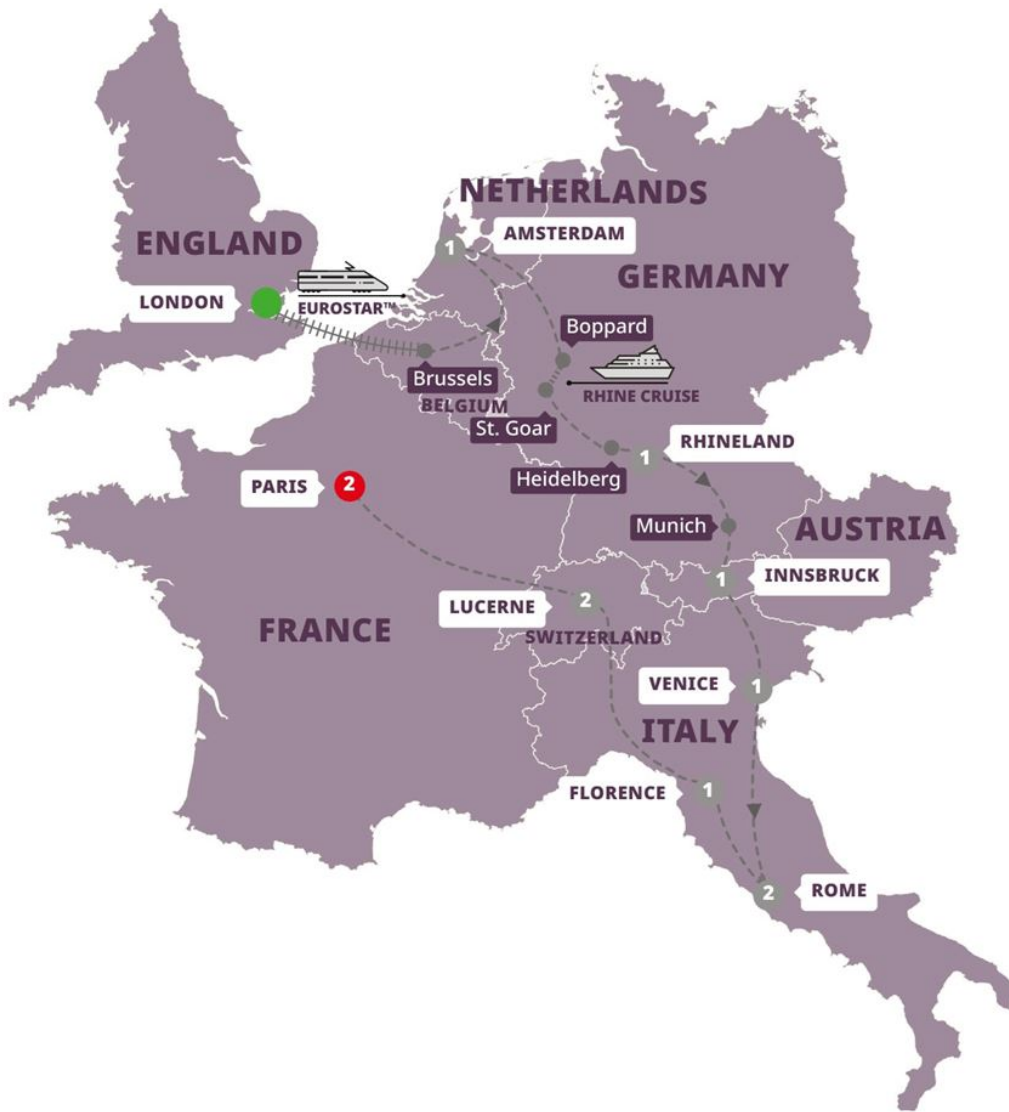 NETHERLANDS
AMSTERDAM
1
ENGLAND
GERMANY
LONDON
EUROSTAR™
Boppard
Brussels
BELGIUM
RHINE CRUISE
St. Goar
RHINELAND
1
Heidelberg
PARIS
2
Munich
AUSTRIA
INNSBRUCK
1
LUCERNE
2
FRANCE
SWITZERLAND
VENICE
1
ITALY
FLORENCE
1
ROME
2